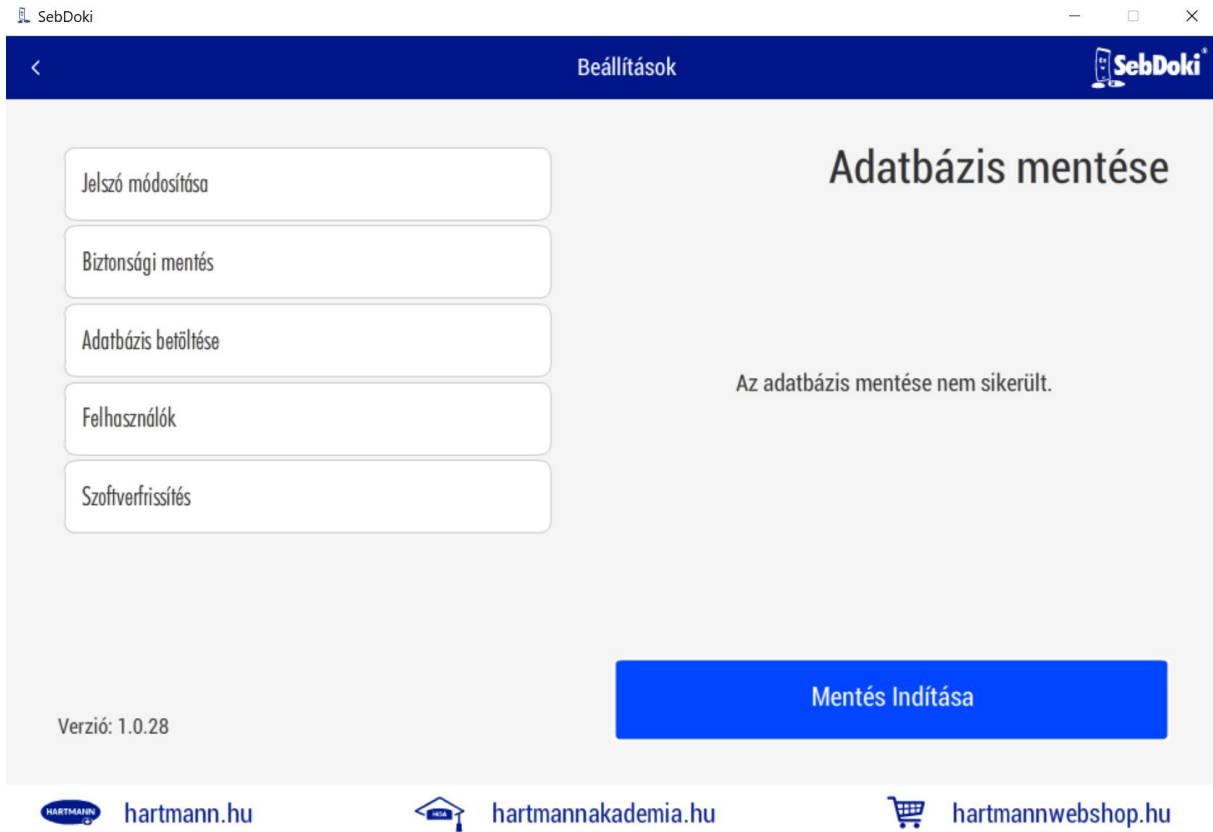 SebDoki
Beállítások
SebDoki®
Adatbázis mentése
Jelszó módosítása
Biztonsági mentés
Adatbázis betöltése
Felhasználók
Szoftverfrissítés
Az adatbázis mentése nem sikerült.
Mentés Indítása
Verzió: 1.0.28
HARTMANN
hartmann.hu
HOA
hartmannakademia.hu
hartmannwebshop.hu